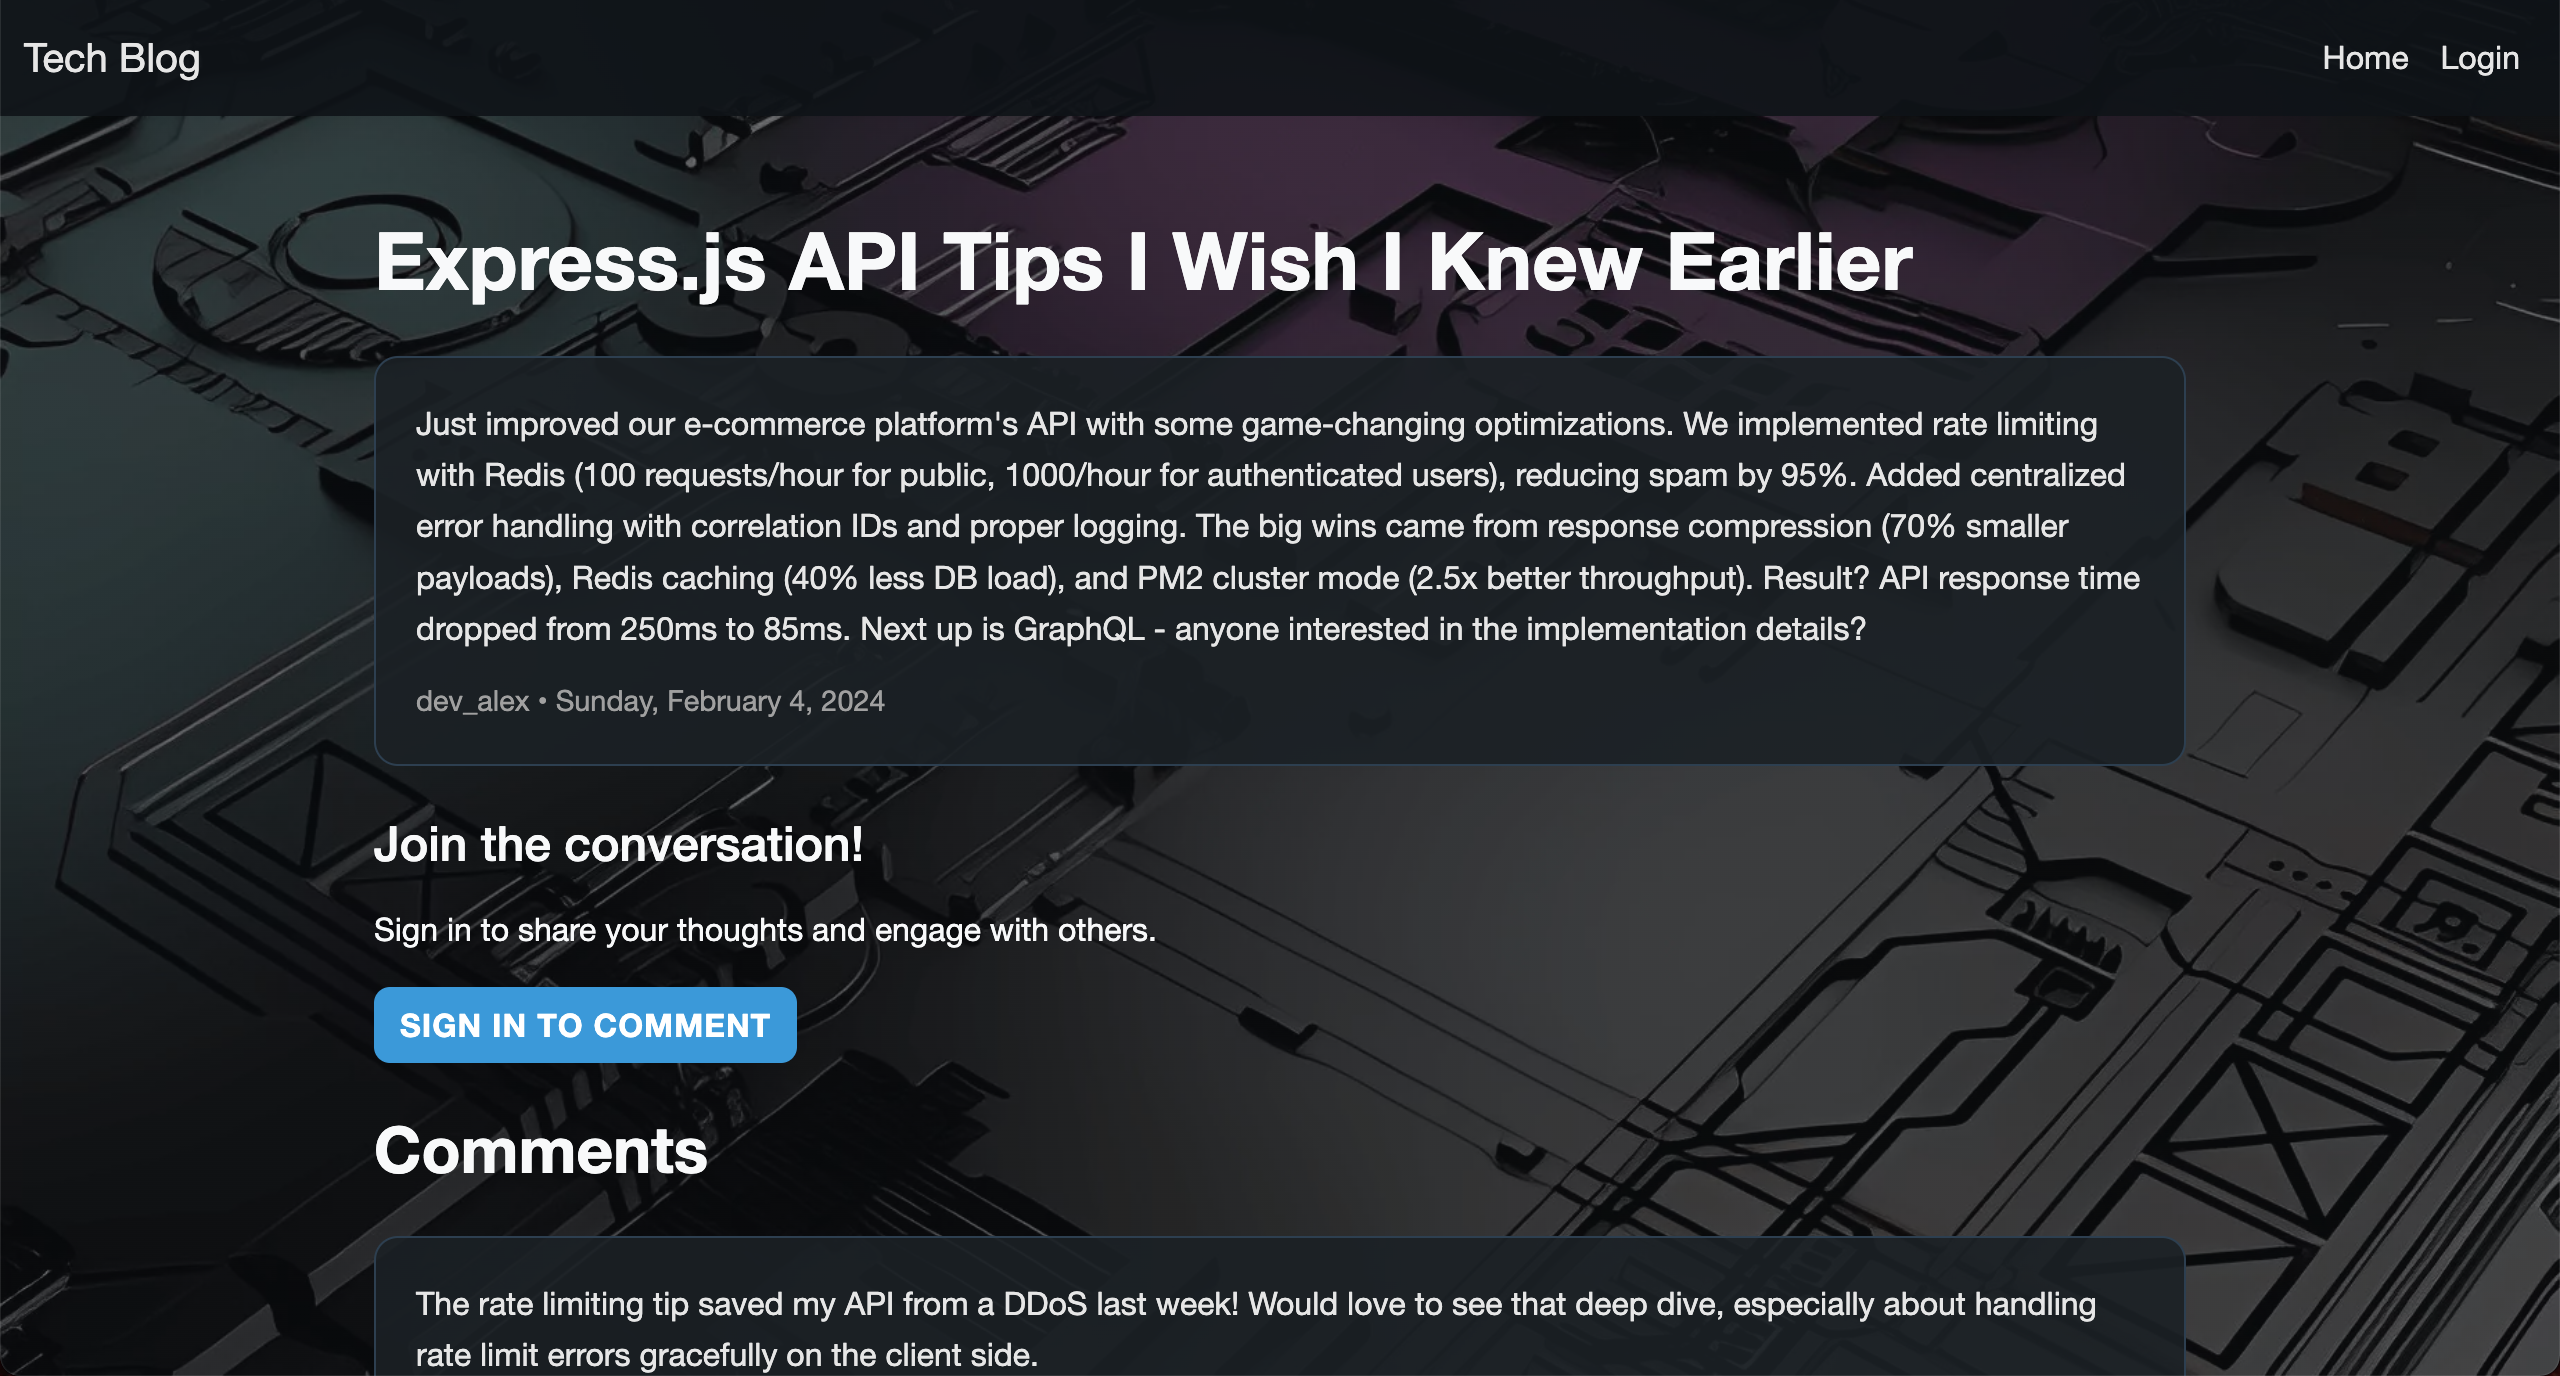 Tech Blog
Home
Login
Express.js API Tips I Wish I Knew Earlier
Just improved our e-commerce platform's API with some game-changing optimizations. We implemented rate limiting
with Redis (100 requests/hour for public, 1000/hour for authenticated users), reducing spam by 95%. Added centralized
error handling with correlation IDs and proper logging. The big wins came from response compression (70% smaller
payloads), Redis caching (40% less DB load), and PM2 cluster mode (2.5x better throughput). Result? API response time
dropped from 250ms to 85ms. Next up is GraphQL - anyone interested in the implementation details?
dev_alex • Sunday, February 4, 2024
Join the conversation!
Sign in to share your thoughts and engage with others.
SIGN IN TO COMMENT
Comments
The rate limiting tip saved my API from a DDoS last week! Would love to see that deep dive, especially about handling
rate limit errors gracefully on the client side.